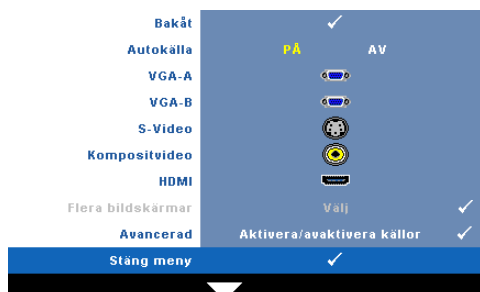 Bakåt
Autokälla PÅ AV
VGA-A
VGA-B
S-Video
Kompositvideo
HDMI
Flera bildskärmar Välj
Avancerad Aktivera/avaktivera källor
Stäng meny